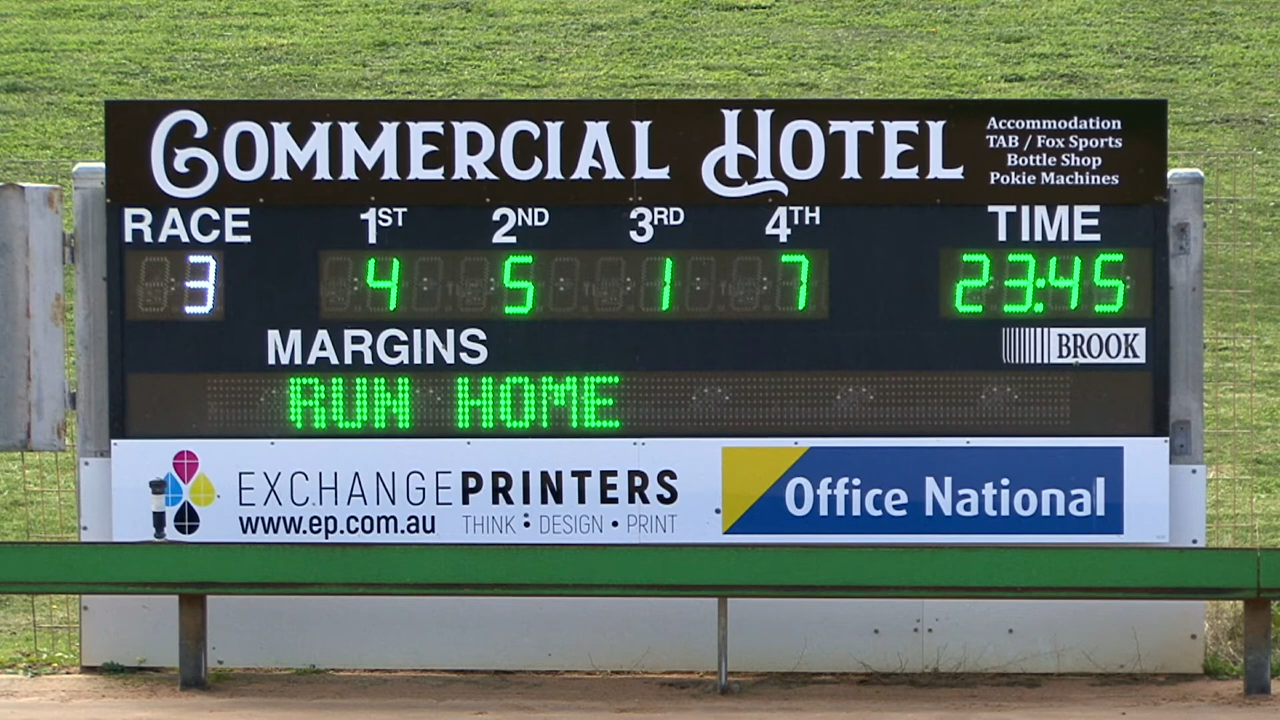 COMMERCIAL HOTEL
Accommodation
TAB / Fox Sports
Bottle Shop
Pokie Machines
RACE 1ST 2ND 3RD 4TH TIME
3 4 5 1 7 23:45
MARGINS
BROOK
RUN HOME
EXCHANGEPRINTERS
www.ep.com.au THINK • DESIGN • PRINT
Office National